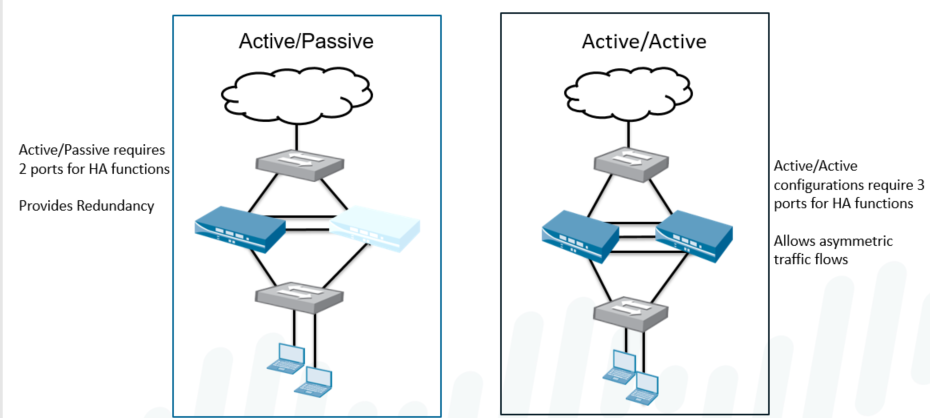 Active/Passive
Active/Active
Active/Passive requires
2 ports for HA functions
Provides Redundancy
Active/Active
configurations require 3
ports for HA functions
Allows asymmetric
traffic flows